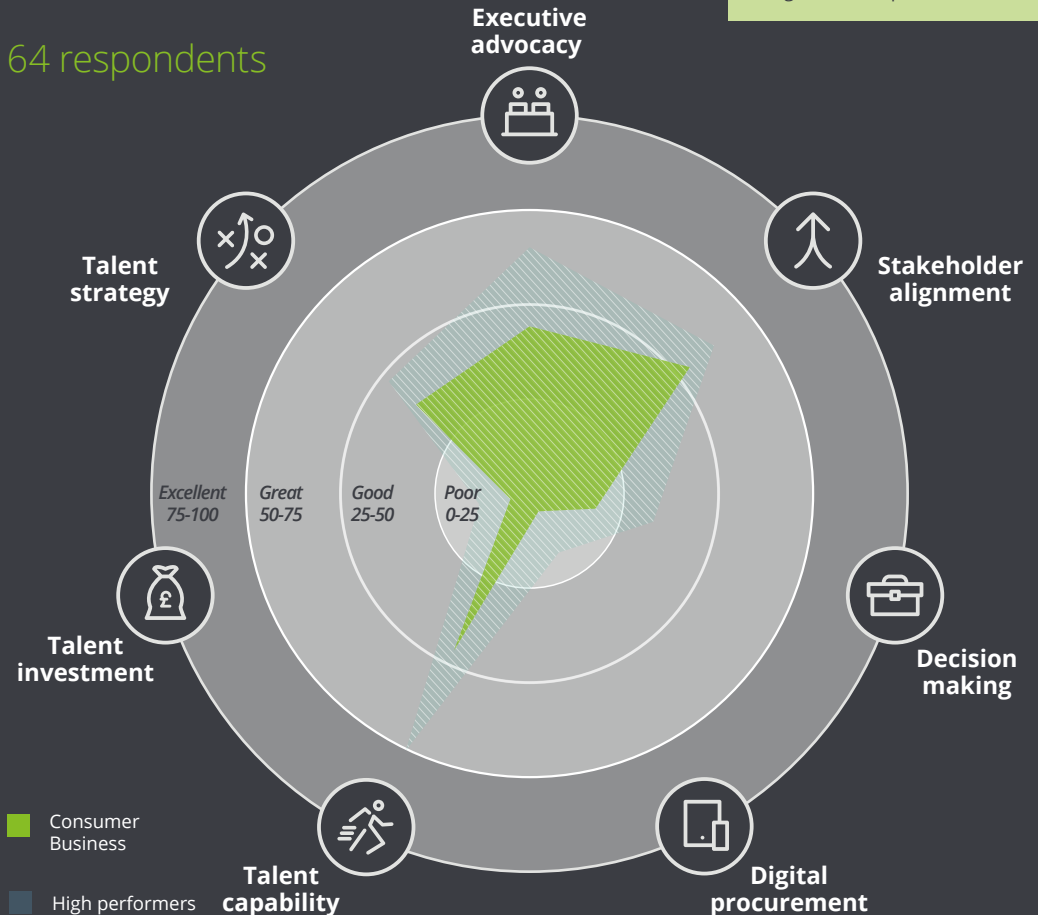 64 respondents
Executive
advocacy
Talent
strategy
Stakeholder
alignment
Excellent
75-100
Great
50-75
Good
25-50
Poor
0-25
£
Talent
investment
Decision
making
Consumer
Business
High performers
Talent
capability
Digital
procurement